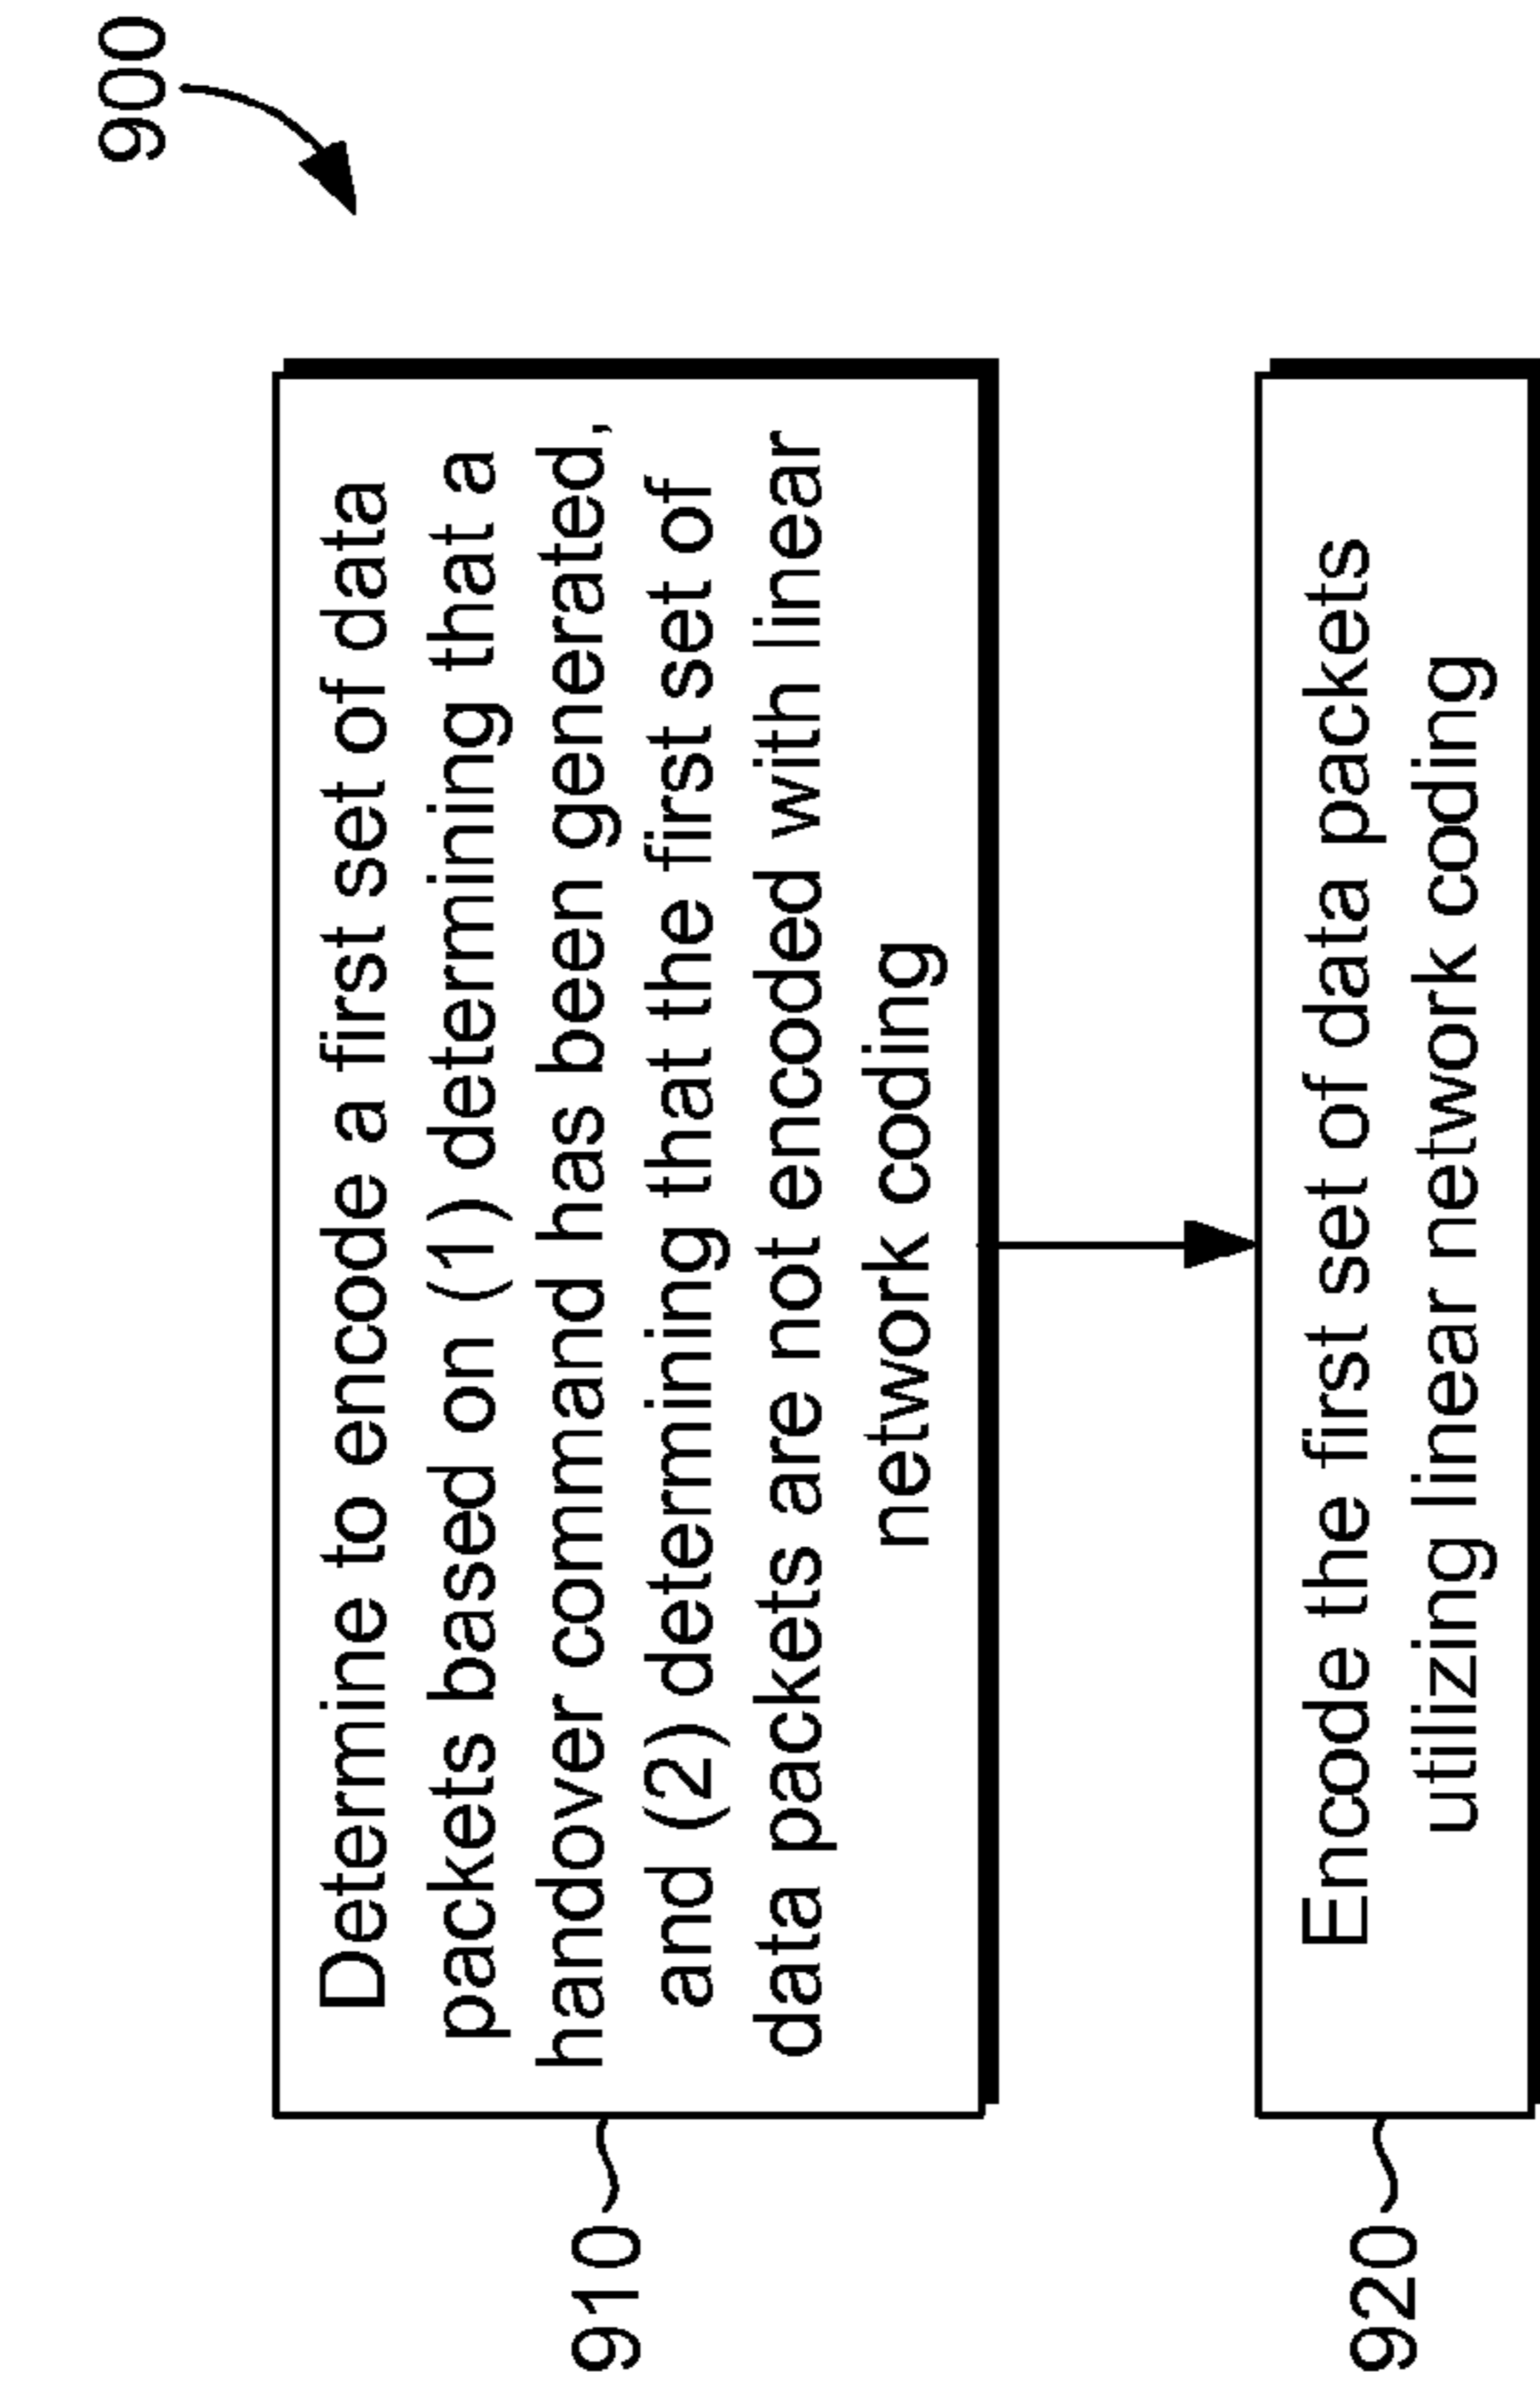 900
910
Determine to encode a first set of data
packets based on (1) determining that a
handover command has been generated,
and (2) determining that the first set of
data packets are not encoded with linear
network coding
920
Encode the first set of data packets
utilizing linear network coding